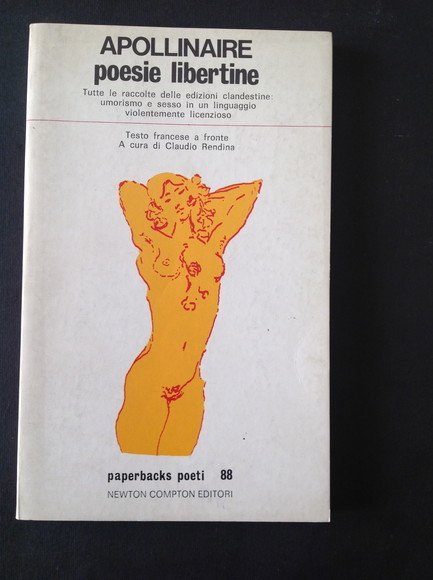 APOLLINAIRE
poesie libertine
Tutte le raccolte delle edizioni clandestine:
umorismo e sesso in un linguaggio
violentemente licenzioso
Testo francese a fronte
A cura di Claudio Rendina
paperbacks poeti 88
NEWTON COMPTON EDITORI